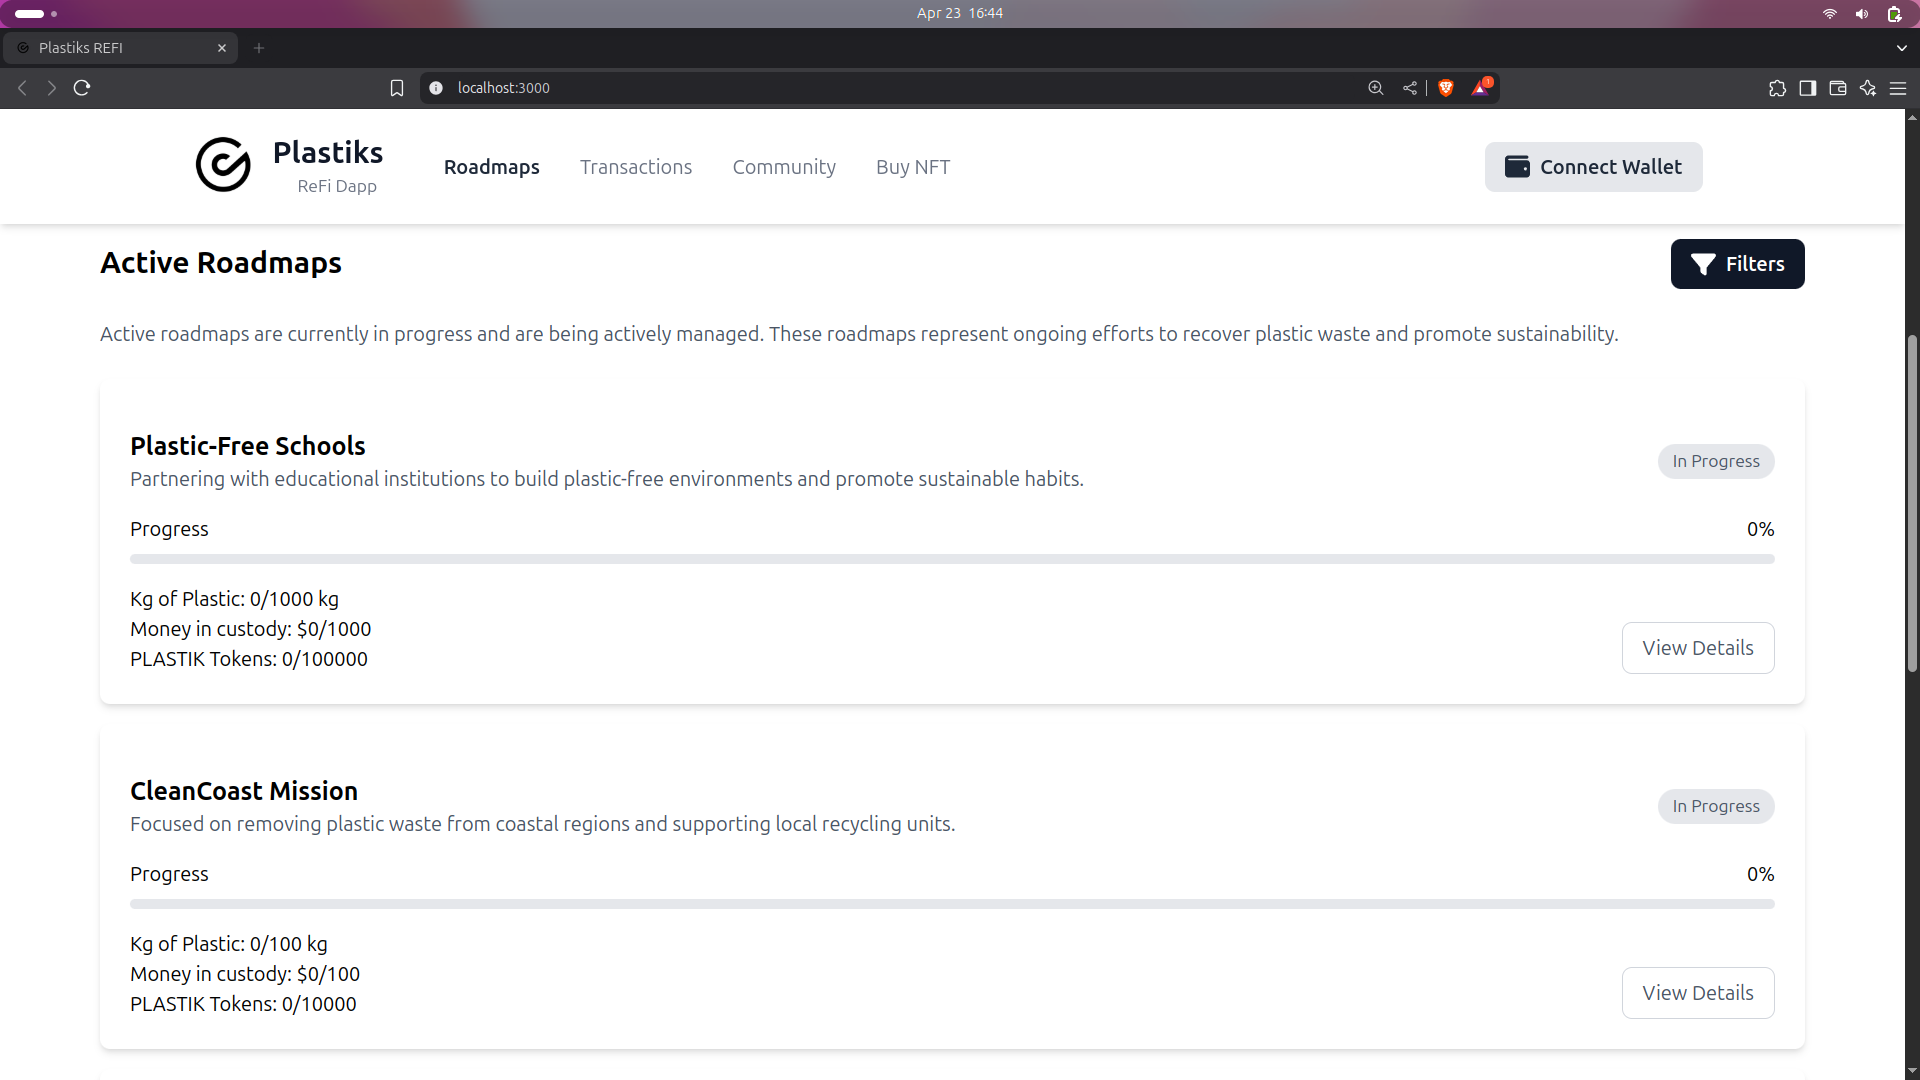 Apr 23 16:44
Plastiks REFI
localhost:3000
1
Plastiks
ReFi Dapp
Roadmaps
Transactions
Community
Buy NFT
Connect Wallet
Active Roadmaps
Filters
Active roadmaps are currently in progress and are being actively managed. These roadmaps represent ongoing efforts to recover plastic waste and promote sustainability.
Plastic-Free Schools
Partnering with educational institutions to build plastic-free environments and promote sustainable habits.
In Progress
Progress
0%
Kg of Plastic: 0/1000 kg
Money in custody: $0/1000
PLASTIK Tokens: 0/100000
View Details
CleanCoast Mission
Focused on removing plastic waste from coastal regions and supporting local recycling units.
In Progress
Progress
0%
Kg of Plastic: 0/100 kg
Money in custody: $0/100
PLASTIK Tokens: 0/10000
View Details